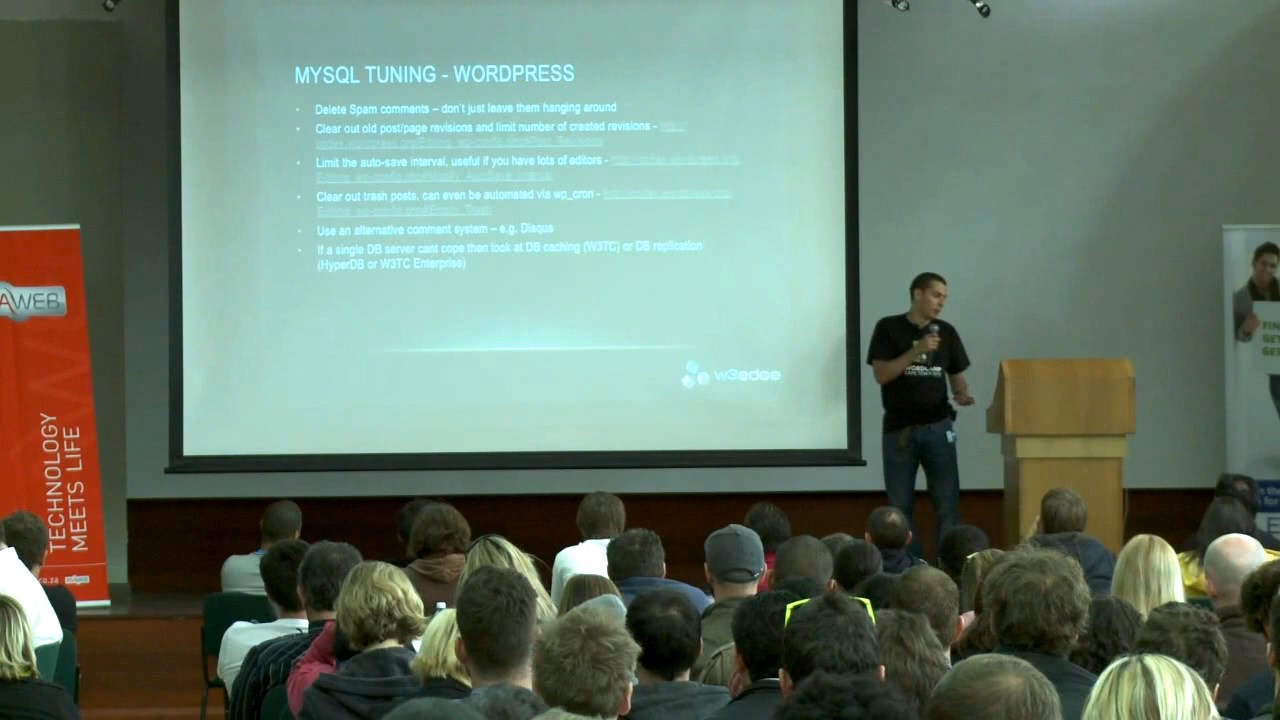 MYSQL TUNING - WORDPRESS
Delete Spam comments – don't just leave them hanging around
Clear out old post/page revisions and limit number of created revisions -
Limit the auto-save interval, useful if you have lots of editors -
Clear out trash posts, can even be automated via wp_cron -
Use an alternative comment system – e.g. Disqus
If a single DB server cant cope then look at DB caching (W3TC) or DB replication
(HyperDB or W3TC Enterprise)
w3edge
AWEB
TECHNOLOGY
MEETS LIFE
WORDCAMP